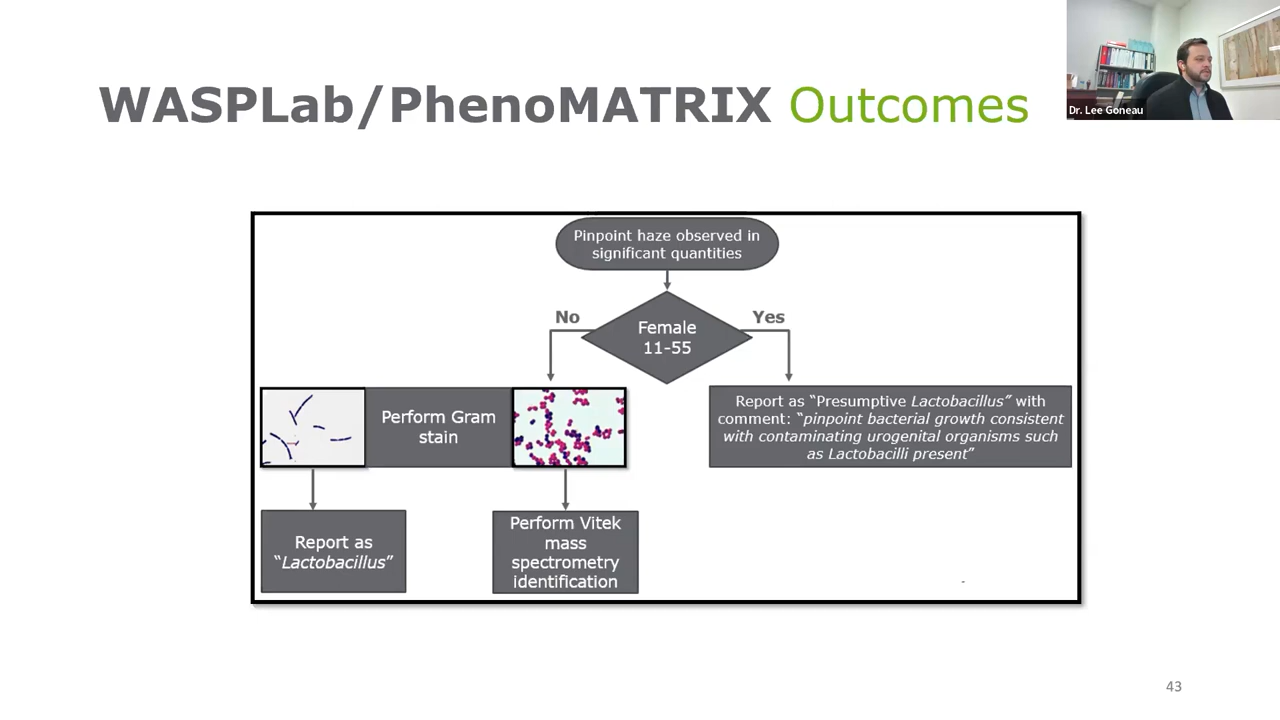 WASPLab/PhenoMATRIX Outcomes
Dr. Lee Goneau
Pinpoint haze observed in
significant quantities
No
Female
11-55
Yes
Perform Gram
stain
Report as “Presumptive Lactobacillus” with
comment: “pinpoint bacterial growth consistent
with contaminating urogenital organisms such
as Lactobacilli present”
Report as
“Lactobacillus”
Perform Vitek
mass
spectrometry
identification
43